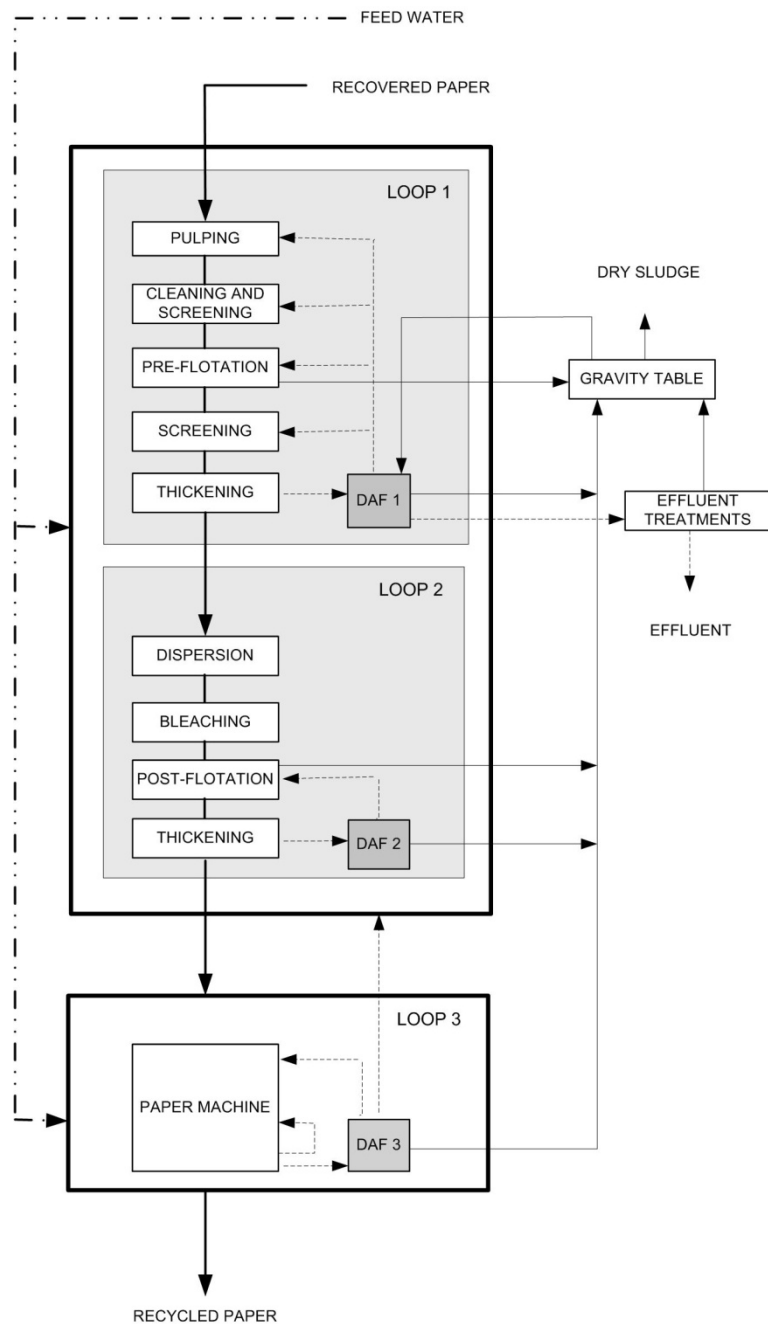 FEED WATER
RECOVERED PAPER
LOOP 1
PULPING
CLEANING AND
SCREENING
PRE-FLOTATION
SCREENING
THICKENING
DAF 1
DRY SLUDGE
GRAVITY TABLE
EFFLUENT
TREATMENTS
EFFLUENT
LOOP 2
DISPERSION
BLEACHING
POST-FLOTATION
THICKENING
DAF 2
LOOP 3
PAPER MACHINE
DAF 3
RECYCLED PAPER